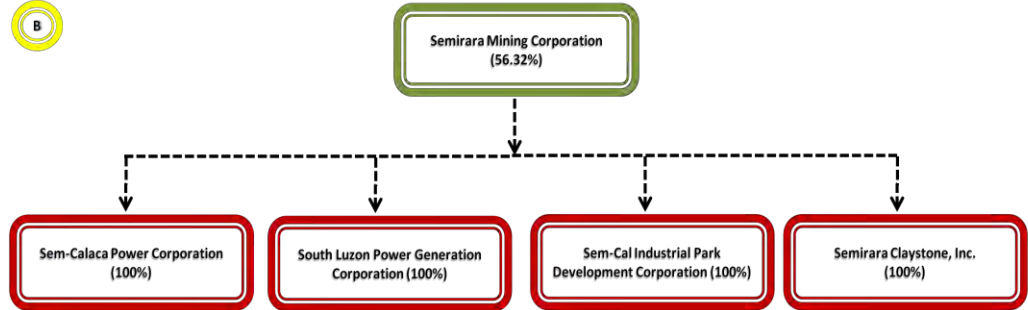 B
Semirara Mining Corporation
(56.32%)
Sem-Calaca Power Corporation
(100%)
South Luzon Power Generation
Corporation (100%)
Sem-Cal Industrial Park
Development Corporation (100%)
Semirara Claystone, Inc.
(100%)